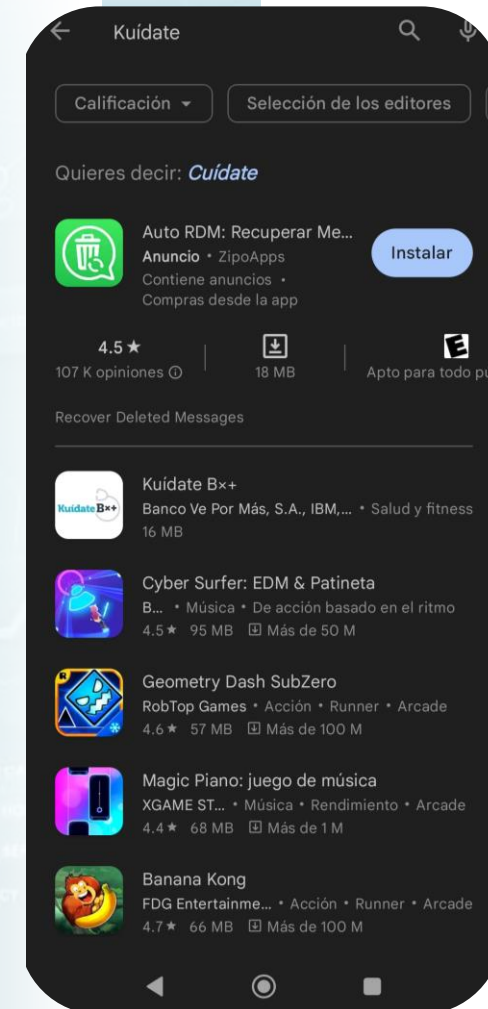 Kuídate
Calificación
Selección de los editores
Quieres decir: Cuídate
Auto RDM: Recuperar Me...
Anuncio • ZipoApps
Contiene anuncios •
Compras desde la app
Instalar
4.5 ★
107 K opiniones
18 MB
E
Apto para todo pú
Recover Deleted Messages
Kuídate B×+
Kuídate B×+
Banco Ve Por Más, S.A., IBM,... • Salud y fitness
16 MB
Cyber Surfer: EDM & Patineta
B... • Música • De acción basado en el ritmo
4.5★ 95 MB Más de 50 M
R
Geometry Dash SubZero
RobTop Games • Acción • Runner • Arcade
4.6★ 57 MB Más de 100 M
Magic Piano: juego de música
XGAME ST... • Música • Rendimiento • Arcade
4.4★ 68 MB Más de 1 M
Banana Kong
FDG Entertainme... • Acción • Runner • Arcade
4.7★ 66 MB Más de 100 M